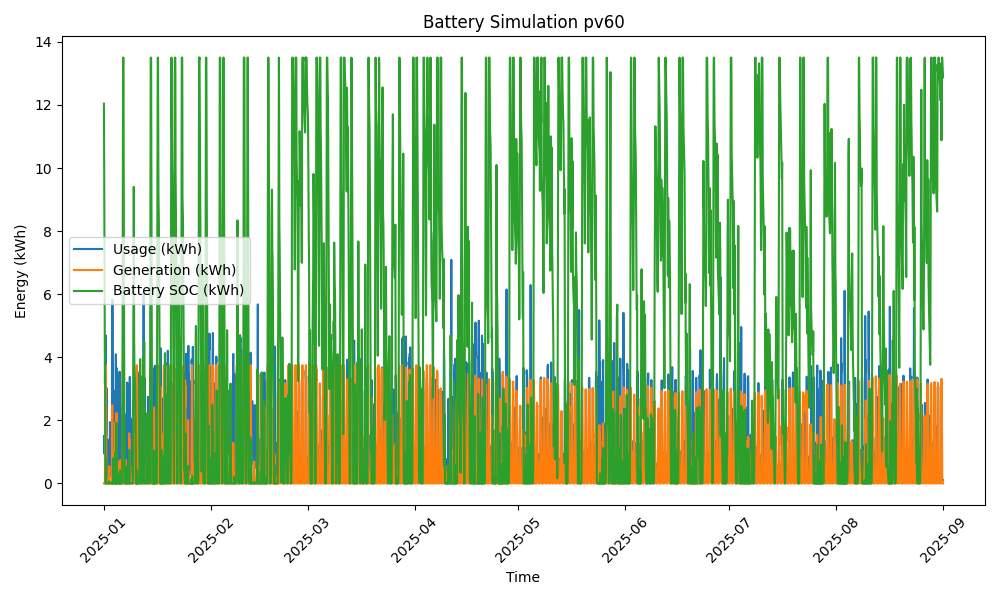 Battery Simulation pv60
Energy (kWh)
14
12
10
8
6
4
2
0
Usage (kWh)
Generation (kWh)
Battery SOC (kWh)
2025-01
2025-02
2025-03
2025-04
2025-05
2025-06
2025-07
2025-08
2025-09
Time